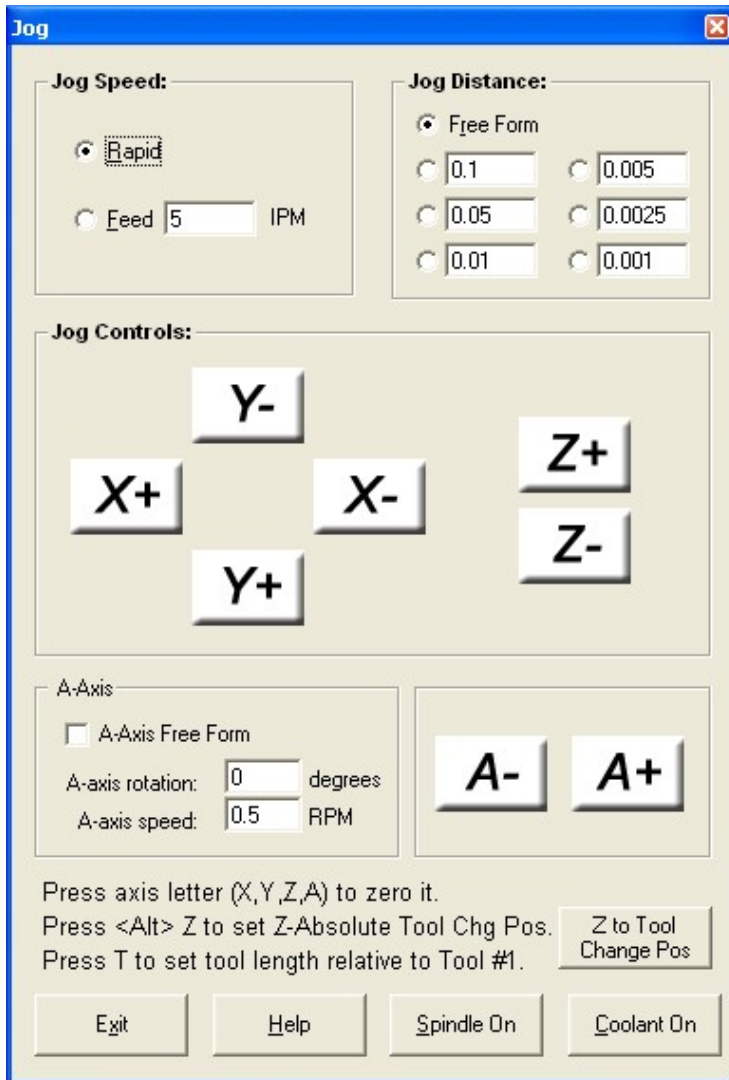 Jog
Jog Speed:
Rapid
Feed 5 IPM
Jog Distance:
Free Form
0.1 0.005
0.05 0.0025
0.01 0.001
Jog Controls:
Y-
X+ X-
Y+
Z+
Z-
A-Axis
A-Axis Free Form
A-axis rotation: 0 degrees
A-axis speed: 0.5 RPM
A- A+
Press axis letter (X,Y,Z,A) to zero it.
Press <Alt> Z to set Z-Absolute Tool Chg Pos.
Press T to set tool length relative to Tool #1.
Z to Tool
Change Pos
Exit Help Spindle On Coolant On